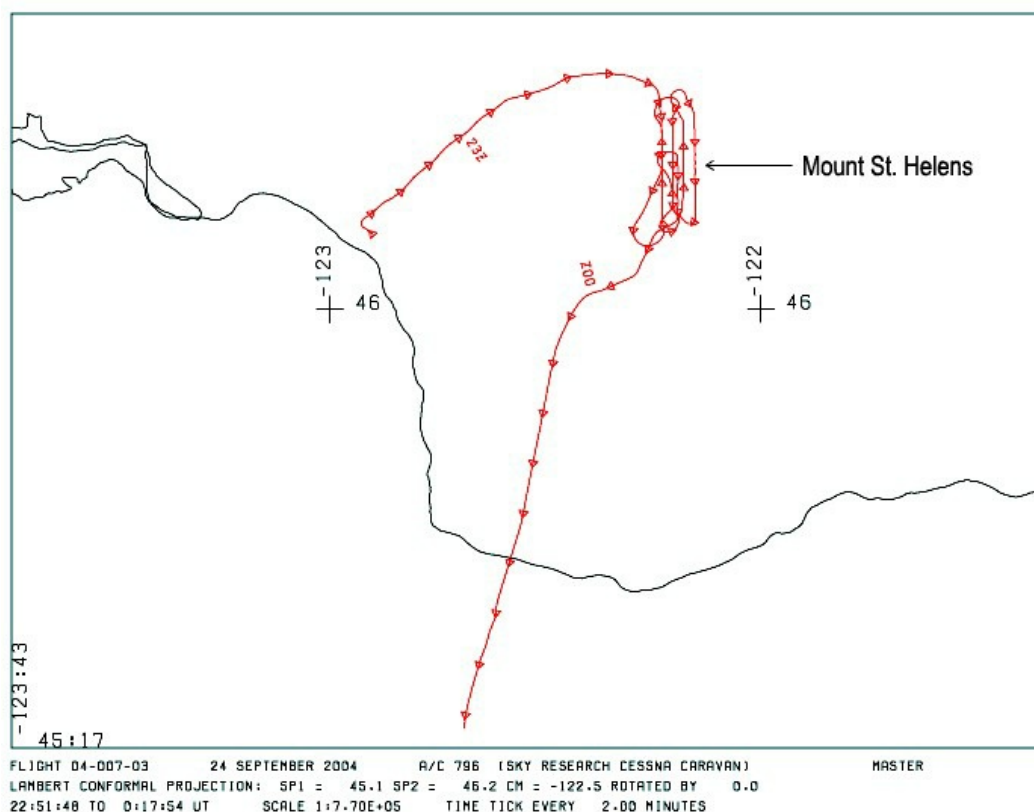 23Z
Mount St. Helens
-123
-122
00Z
46
46
-123:43
45:17
FLIGHT 04-007-03 24 SEPTEMBER 2004 A/C 796 (SKY RESEARCH CESSNA CARAVAN) MASTER
LAMBERT CONFORMAL PROJECTION: SP1 = 45.1 SP2 = 46.2 CM = -122.5 ROTATED BY 0.0
22:51:48 TO 0:17:54 UT SCALE 1:7.70E+05 TIME TICK EVERY 2.00 MINUTES